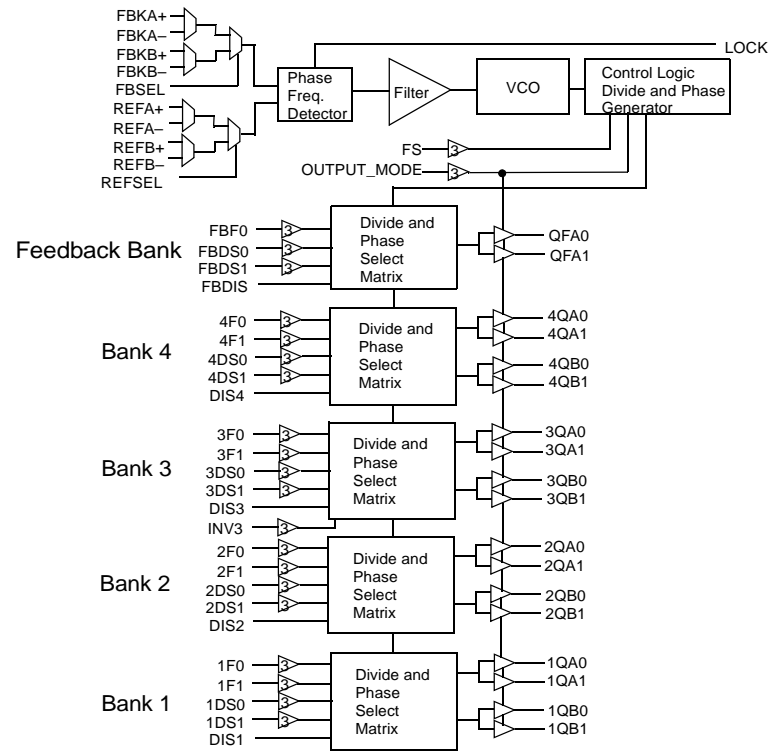 FBKA+
FBKA–
FBKB+
FBKB–
FBSEL
REFA+
REFA–
REFB+
REFB–
REFSEL
Phase
Freq.
Detector
Filter
VCO
Control Logic
Divide and Phase
Generator
LOCK
FS
3
OUTPUT_MODE
3
Feedback Bank
FBF0
3
FBDS0
3
FBDS1
3
FBDIS
Divide and
Phase
Select
Matrix
QFA0
QFA1
Bank 4
4F0
3
4F1
3
4DS0
3
4DS1
3
DIS4
Divide and
Phase
Select
Matrix
4QA0
4QA1
4QB0
4QB1
Bank 3
3F0
3
3F1
3
3DS0
3
3DS1
3
DIS3
INV3
3
Divide and
Phase
Select
Matrix
3QA0
3QA1
3QB0
3QB1
Bank 2
2F0
3
2F1
3
2DS0
3
2DS1
3
DIS2
Divide and
Phase
Select
Matrix
2QA0
2QA1
2QB0
2QB1
Bank 1
1F0
3
1F1
3
1DS0
3
1DS1
3
DIS1
Divide and
Phase
Select
Matrix
1QA0
1QA1
1QB0
1QB1